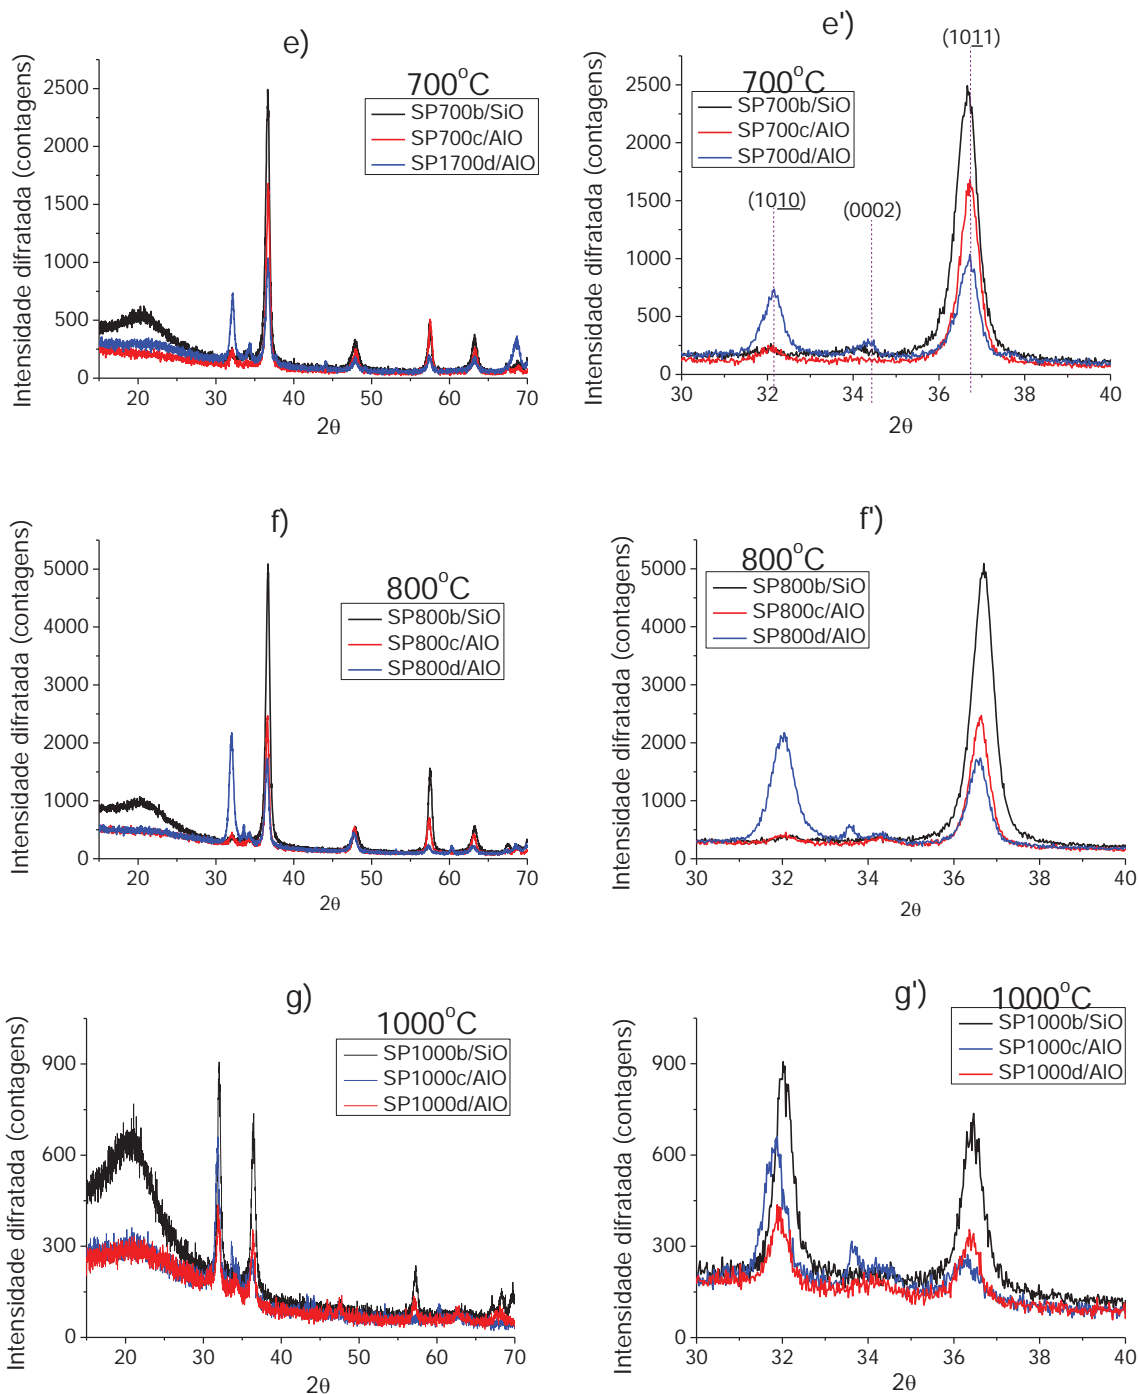 e)
700°C
SP700b/SiO
SP700c/AlO
SP1700d/AlO
Intensidade difratada (contagens)
2500
2000
1500
1000
500
0
20 30 40 50 60 70
2θ
e')
700°C
SP700b/SiO
SP700c/AlO
SP700d/AlO
(1011)
(1010)
(0002)
Intensidade difratada (contagens)
2500
2000
1500
1000
500
0
30 32 34 36 38 40
2θ
f)
800°C
SP800b/SiO
SP800c/AlO
SP800d/AlO
Intensidade difratada (contagens)
5000
4000
3000
2000
1000
0
20 30 40 50 60 70
2θ
f')
800°C
SP800b/SiO
SP800c/AlO
SP800d/AlO
Intensidade difratada (contagens)
5000
4000
3000
2000
1000
0
30 32 34 36 38 40
2θ
g)
1000°C
SP1000b/SiO
SP1000c/AlO
SP1000d/AlO
Intensidade difratada (contagens)
900
600
300
0
20 30 40 50 60 70
2θ
g')
1000°C
SP1000b/SiO
SP1000c/AlO
SP1000d/AlO
Intensidade difratada (contagens)
900
600
300
0
30 32 34 36 38 40
2θ